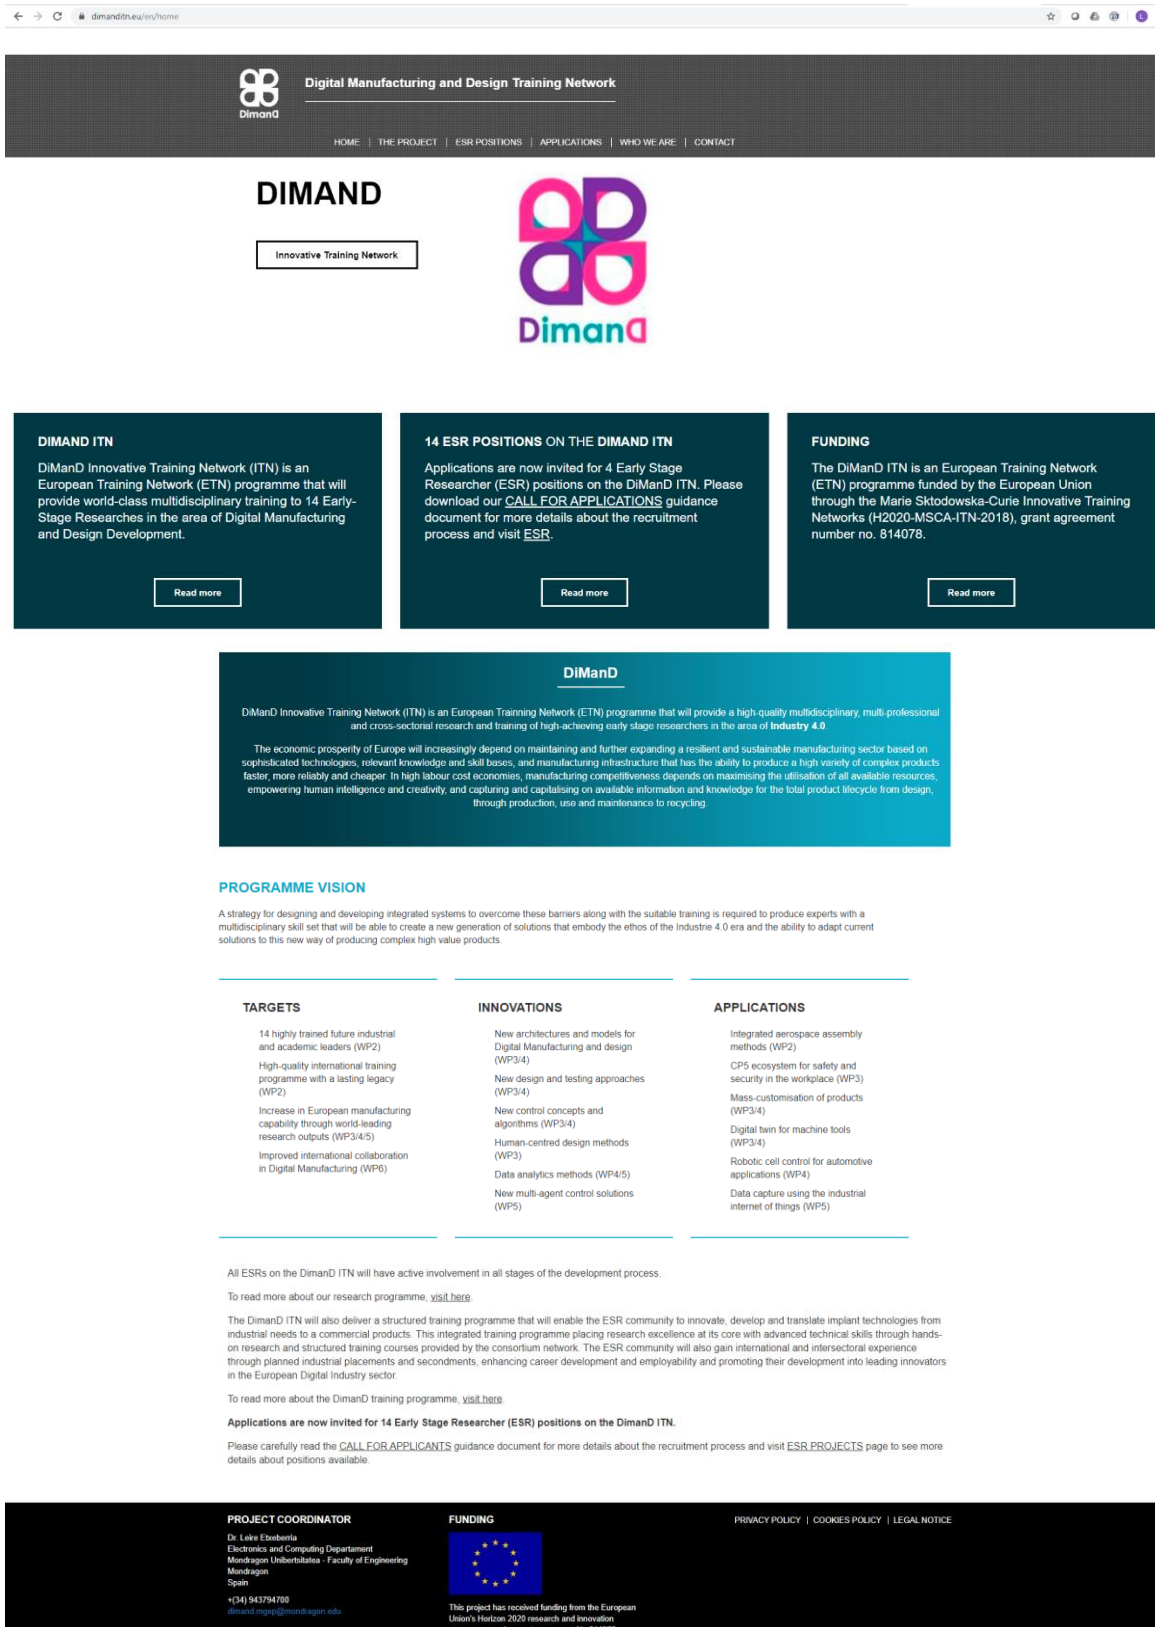 dimanditn.eu/en/home
Digital Manufacturing and Design Training Network
DimanD
HOME | THE PROJECT | ESR POSITIONS | APPLICATIONS | WHO WE ARE | CONTACT
DIMAND
Innovative Training Network
DimanD
DIMAND ITN
DiManD Innovative Training Network (ITN) is an
European Training Network (ETN) programme that will
provide world-class multidisciplinary training to 14 Early-
Stage Researches in the area of Digital Manufacturing
and Design Development.
Read more
14 ESR POSITIONS ON THE DIMAND ITN
Applications are now invited for 4 Early Stage
Researcher (ESR) positions on the DiManD ITN. Please
download our CALL FOR APPLICATIONS guidance
document for more details about the recruitment
process and visit ESR.
Read more
FUNDING
The DiManD ITN is an European Training Network
(ETN) programme funded by the European Union
through the Marie Sktodowska-Curie Innovative Training
Networks (H2020-MSCA-ITN-2018), grant agreement
number no. 814078.
Read more
DiManD
DiManD Innovative Training Network (ITN) is an European Trainning Network (ETN) programme that will provide a high-quality multidisciplinary, multi-professional
and cross-sectorial research and training of high-achieving early stage researchers in the area of Industry 4.0.
The economic prosperity of Europe will increasingly depend on maintaining and further expanding a resilient and sustainable manufacturing sector based on
sophisticated technologies, relevant knowledge and skill bases, and manufacturing infrastructure that has the ability to produce a high variety of complex products
faster, more reliably and cheaper. In high labour cost economies, manufacturing competitiveness depends on maximising the utilisation of all available resources,
empowering human intelligence and creativity, and capturing and capitalising on available information and knowledge for the total product lifecycle from design,
through production, use and maintenance to recycling.
PROGRAMME VISION
A strategy for designing and developing integrated systems to overcome these barriers along with the suitable training is required to produce experts with a
multidisciplinary skill set that will be able to create a new generation of solutions that embody the ethos of the Industrie 4.0 era and the ability to adapt current
solutions to this new way of producing complex high value products.
TARGETS
14 highly trained future industrial
and academic leaders (WP2)
High-quality international training
programme with a lasting legacy
(WP2)
Increase in European manufacturing
capability through world-leading
research outputs (WP3/4/5)
Improved international collaboration
in Digital Manufacturing (WP6)
INNOVATIONS
New architectures and models for
Digital Manufacturing and design
(WP3/4)
New design and testing approaches
(WP3/4)
New control concepts and
algorithms (WP3/4)
Human-centred design methods
(WP3)
Data analytics methods (WP4/5)
New multi-agent control solutions
(WP5)
APPLICATIONS
Integrated aerospace assembly
methods (WP2)
CP5 ecosystem for safety and
security in the workplace (WP3)
Mass-customisation of products
(WP3/4)
Digital twin for machine tools
(WP3/4)
Robotic cell control for automotive
applications (WP4)
Data capture using the industrial
internet of things (WP5)
All ESRs on the DimanD ITN will have active involvement in all stages of the development process.
To read more about our research programme, visit here.
The DimanD ITN will also deliver a structured training programme that will enable the ESR community to innovate, develop and translate implant technologies from
industrial needs to a commercial products. This integrated training programme placing research excellence at its core with advanced technical skills through hands-
on research and structured training courses provided by the consortium network. The ESR community will also gain international and intersectoral experience
through planned industrial placements and secondments, enhancing career development and employability and promoting their development into leading innovators
in the European Digital Industry sector.
To read more about the DimanD training programme, visit here.
Applications are now invited for 14 Early Stage Researcher (ESR) positions on the DimanD ITN.
Please carefully read the CALL FOR APPLICANTS guidance document for more details about the recruitment process and visit ESR PROJECTS page to see more
details about positions available.
PROJECT COORDINATOR
Dr. Leire Etxeberria
Electronics and Computing Departament
Mondragon Unibertsitatea - Faculty of Engineering
Mondragon
Spain
+(34) 943794700
dimand.mgep@mondragon.edu
FUNDING
This project has received funding from the European
Union's Horizon 2020 research and innovation
PRIVACY POLICY | COOKIES POLICY | LEGAL NOTICE